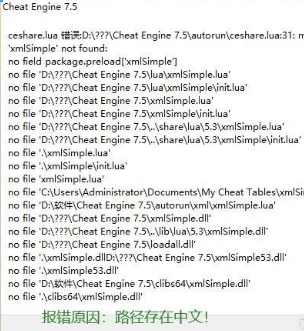 Cheat Engine 7.5
ceshare.lua 错误:D:\???\Cheat Engine 7.5\autorun\ceshare.lua:31:
'xmlSimple' not found:
no field package.preload['xmlSimple']
no file 'D:\???\Cheat Engine 7.5\lua\xmlSimple.lua'
no file 'D:\???\Cheat Engine 7.5\lua\xmlSimple\init.lua'
no file 'D:\???\Cheat Engine 7.5\xmlSimple.lua'
no file 'D:\???\Cheat Engine 7.5\xmlSimple\init.lua'
no file 'D:\???\Cheat Engine 7.5\..\share\lua\5.3\xmlSimple.lua'
no file 'D:\???\Cheat Engine 7.5\..\share\lua\5.3\xmlSimple\init.lua'
no file '.\xmlSimple.lua'
no file '.\xmlSimple\init.lua'
no file 'xmlSimple.lua'
no file 'C:\Users\Administrator\Documents\My Cheat Tables\xmlSim
no file 'D:\软件\Cheat Engine 7.5\autorun\xml\xmlSimple.lua'
no file 'D:\???\Cheat Engine 7.5\xmlSimple.dll'
no file 'D:\???\Cheat Engine 7.5\..\lib\lua\5.3\xmlSimple.dll'
no file 'D:\???\Cheat Engine 7.5\loadall.dll'
no file '.\xmlSimple.dllD:\???\Cheat Engine 7.5\xmlSimple53.dll'
no file '.\xmlSimple53.dll'
no file 'D:\软件\Cheat Engine 7.5\clibs64\xmlSimple.dll'
no file '.\clibs64\xmlSimple.dll'
报错原因：路径存在中文！